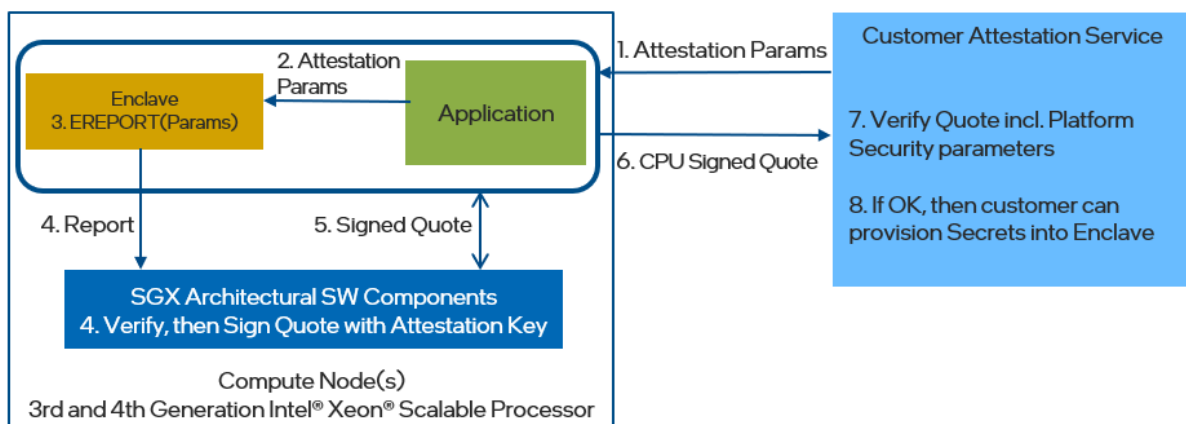 1. Attestation Params
Customer Attestation Service
2. Attestation
Params
Enclave
3. EREPORT(Params)
Application
7. Verify Quote incl. Platform
Security parameters
6. CPU Signed Quote
8. If OK, then customer can
provision Secrets into Enclave
4. Report
5. Signed Quote
SGX Architectural SW Components
4. Verify, then Sign Quote with Attestation Key
Compute Node(s)
3rd and 4th Generation Intel® Xeon® Scalable Processor